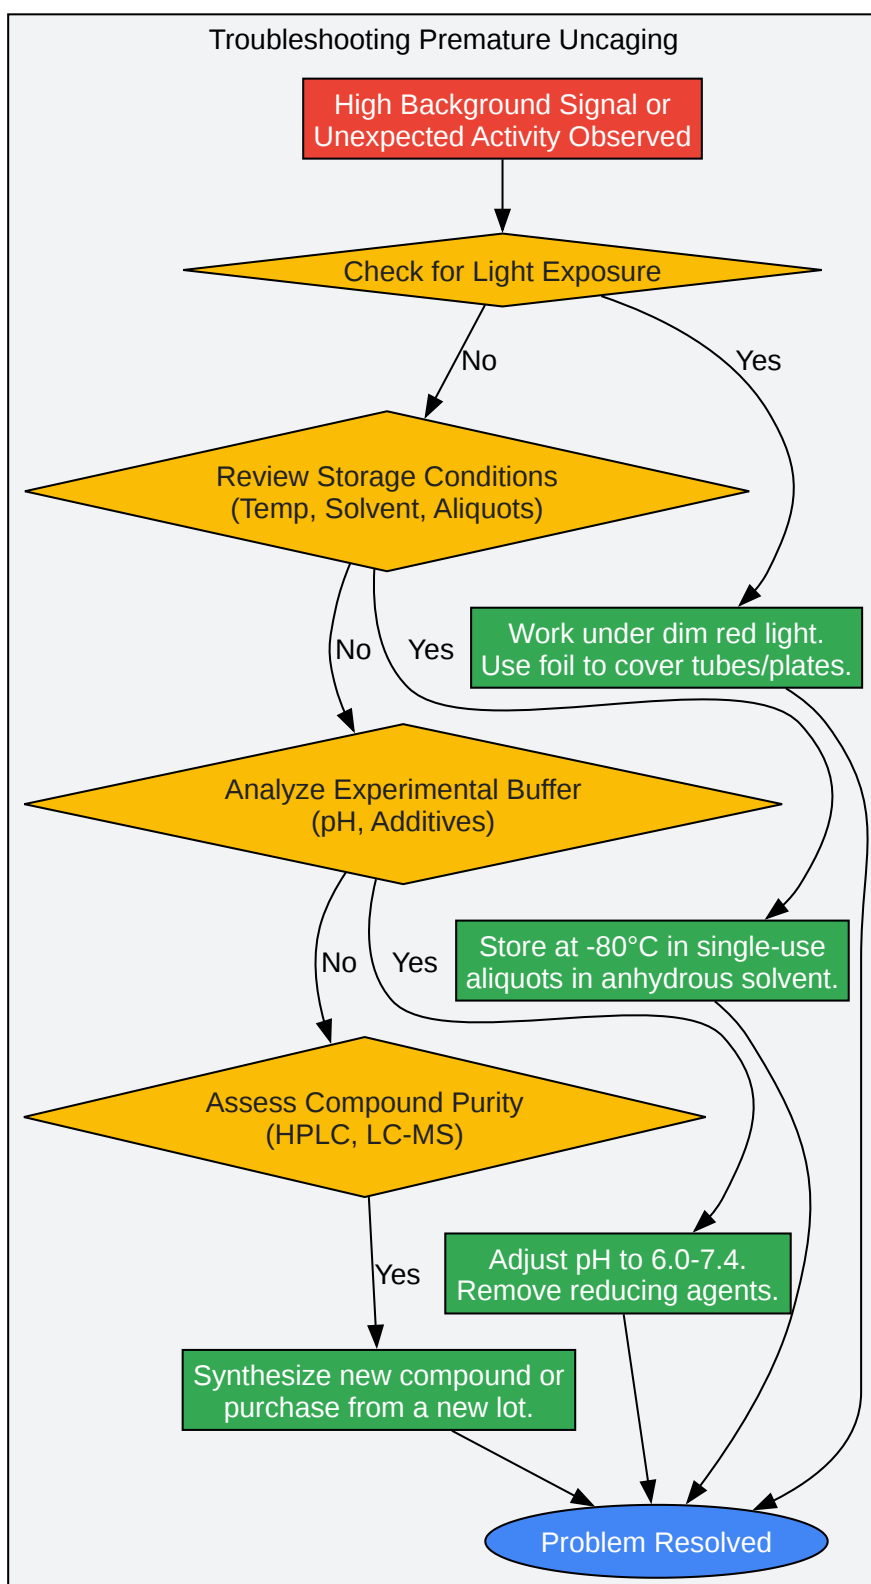 Troubleshooting Premature Uncaging
High Background Signal or
Unexpected Activity Observed
Check for Light Exposure
No
Yes
Review Storage Conditions
(Temp, Solvent, Aliquots)
Work under dim red light.
Use foil to cover tubes/plates.
No
Yes
Analyze Experimental Buffer
(pH, Additives)
Store at -80°C in single-use
aliquots in anhydrous solvent.
No
Yes
Assess Compound Purity
(HPLC, LC-MS)
Adjust pH to 6.0-7.4.
Remove reducing agents.
Yes
Synthesize new compound or
purchase from a new lot.
Problem Resolved